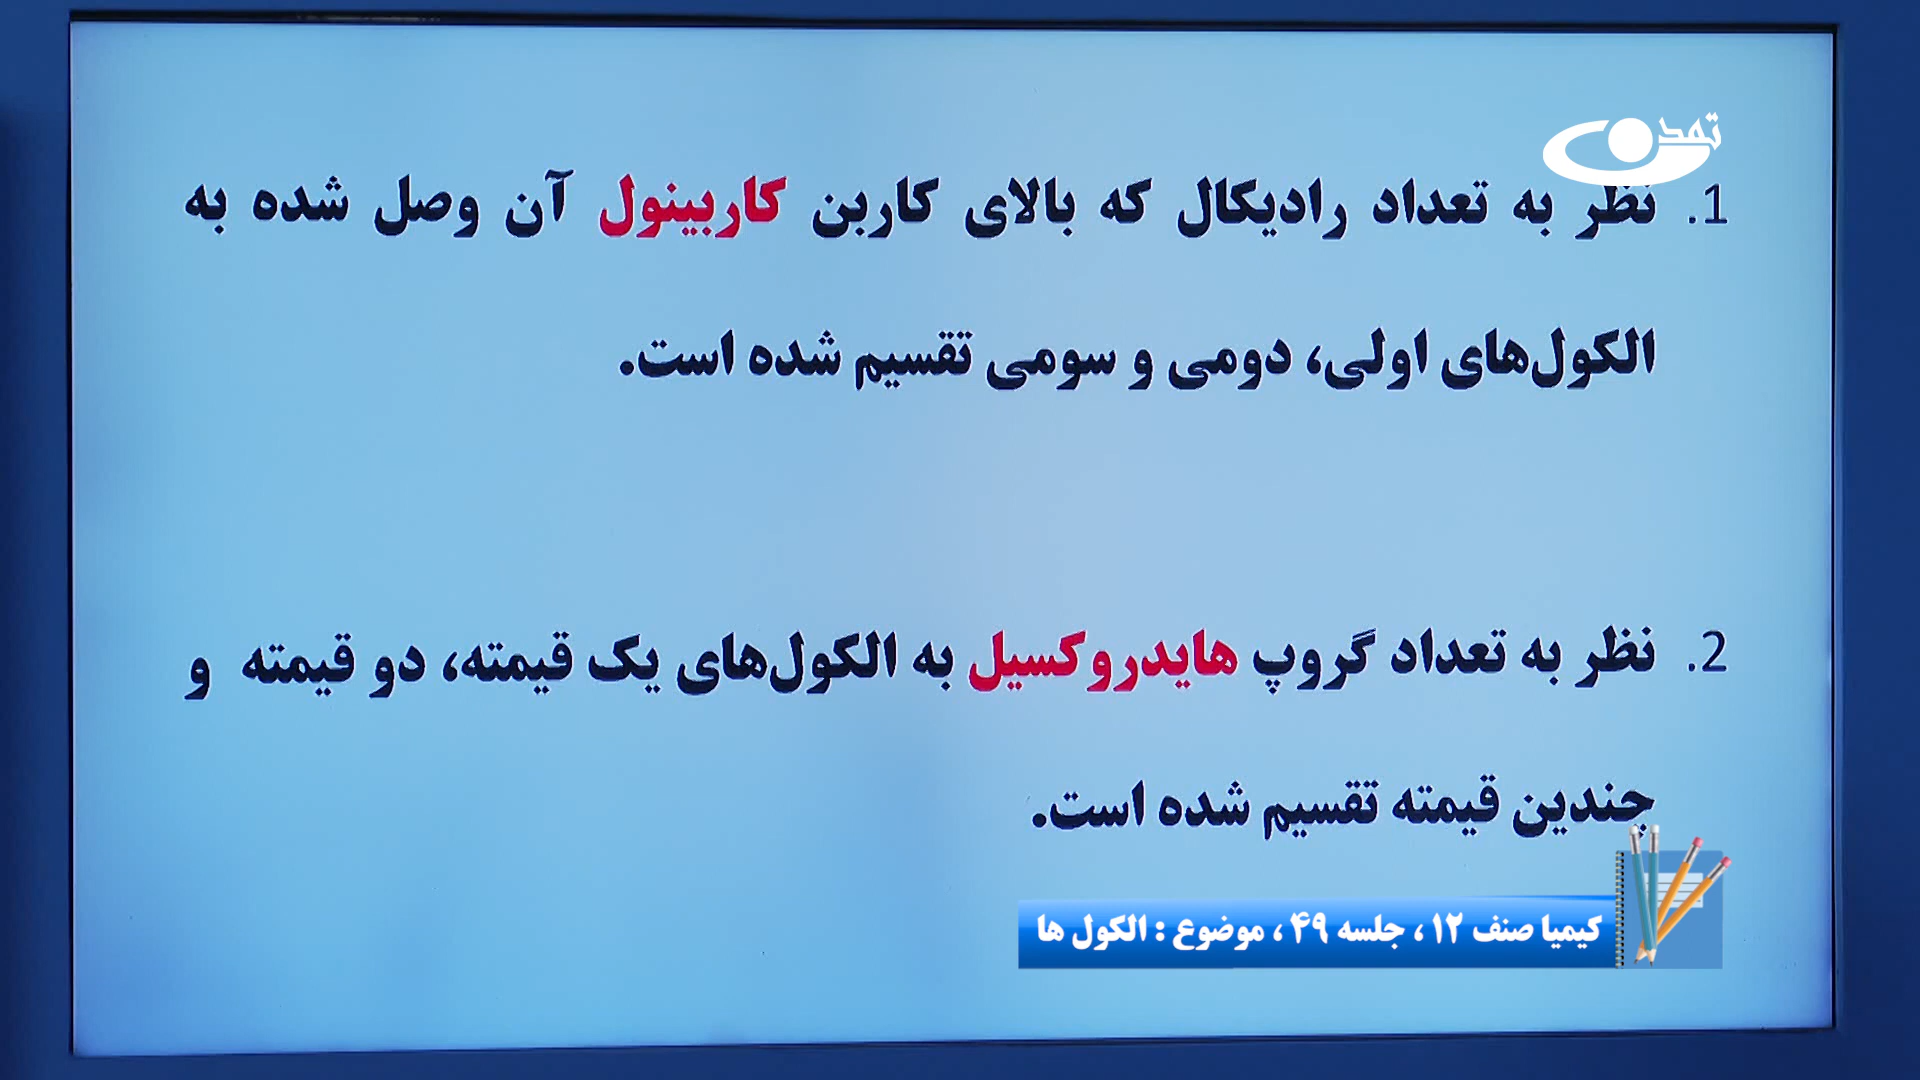 تمدن
1. نظر به تعداد رادیکال که بالای کاربن کاربینول آن وصل شده به
الکول‌های اولی، دومی و سومی تقسیم شده است.
2. نظر به تعداد گروپ هایدروکسیل به الکول‌های یک قیمته، دو قیمته و
چندین قیمته تقسیم شده است.
کیمیا صنف ۱۲ ، جلسه ۴۹ ، موضوع : الکول ها